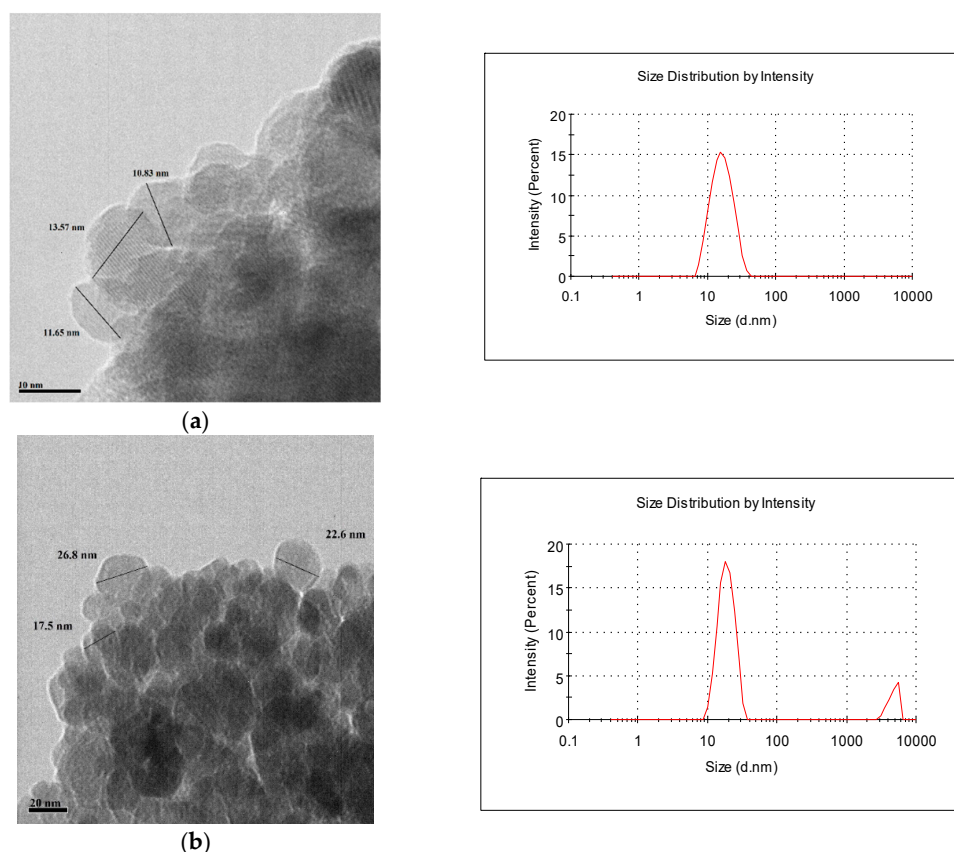 10.83 nm
13.57 nm
11.65 nm
10 nm
Size Distribution by Intensity
20
15
10
5
0
0.1 1 10 100 1000 10000
Intensity (Percent)
Size (d.nm)
(a)
26.8 nm
22.6 nm
17.5 nm
20 nm
Size Distribution by Intensity
20
15
10
5
0
0.1 1 10 100 1000 10000
Intensity (Percent)
Size (d.nm)
(b)